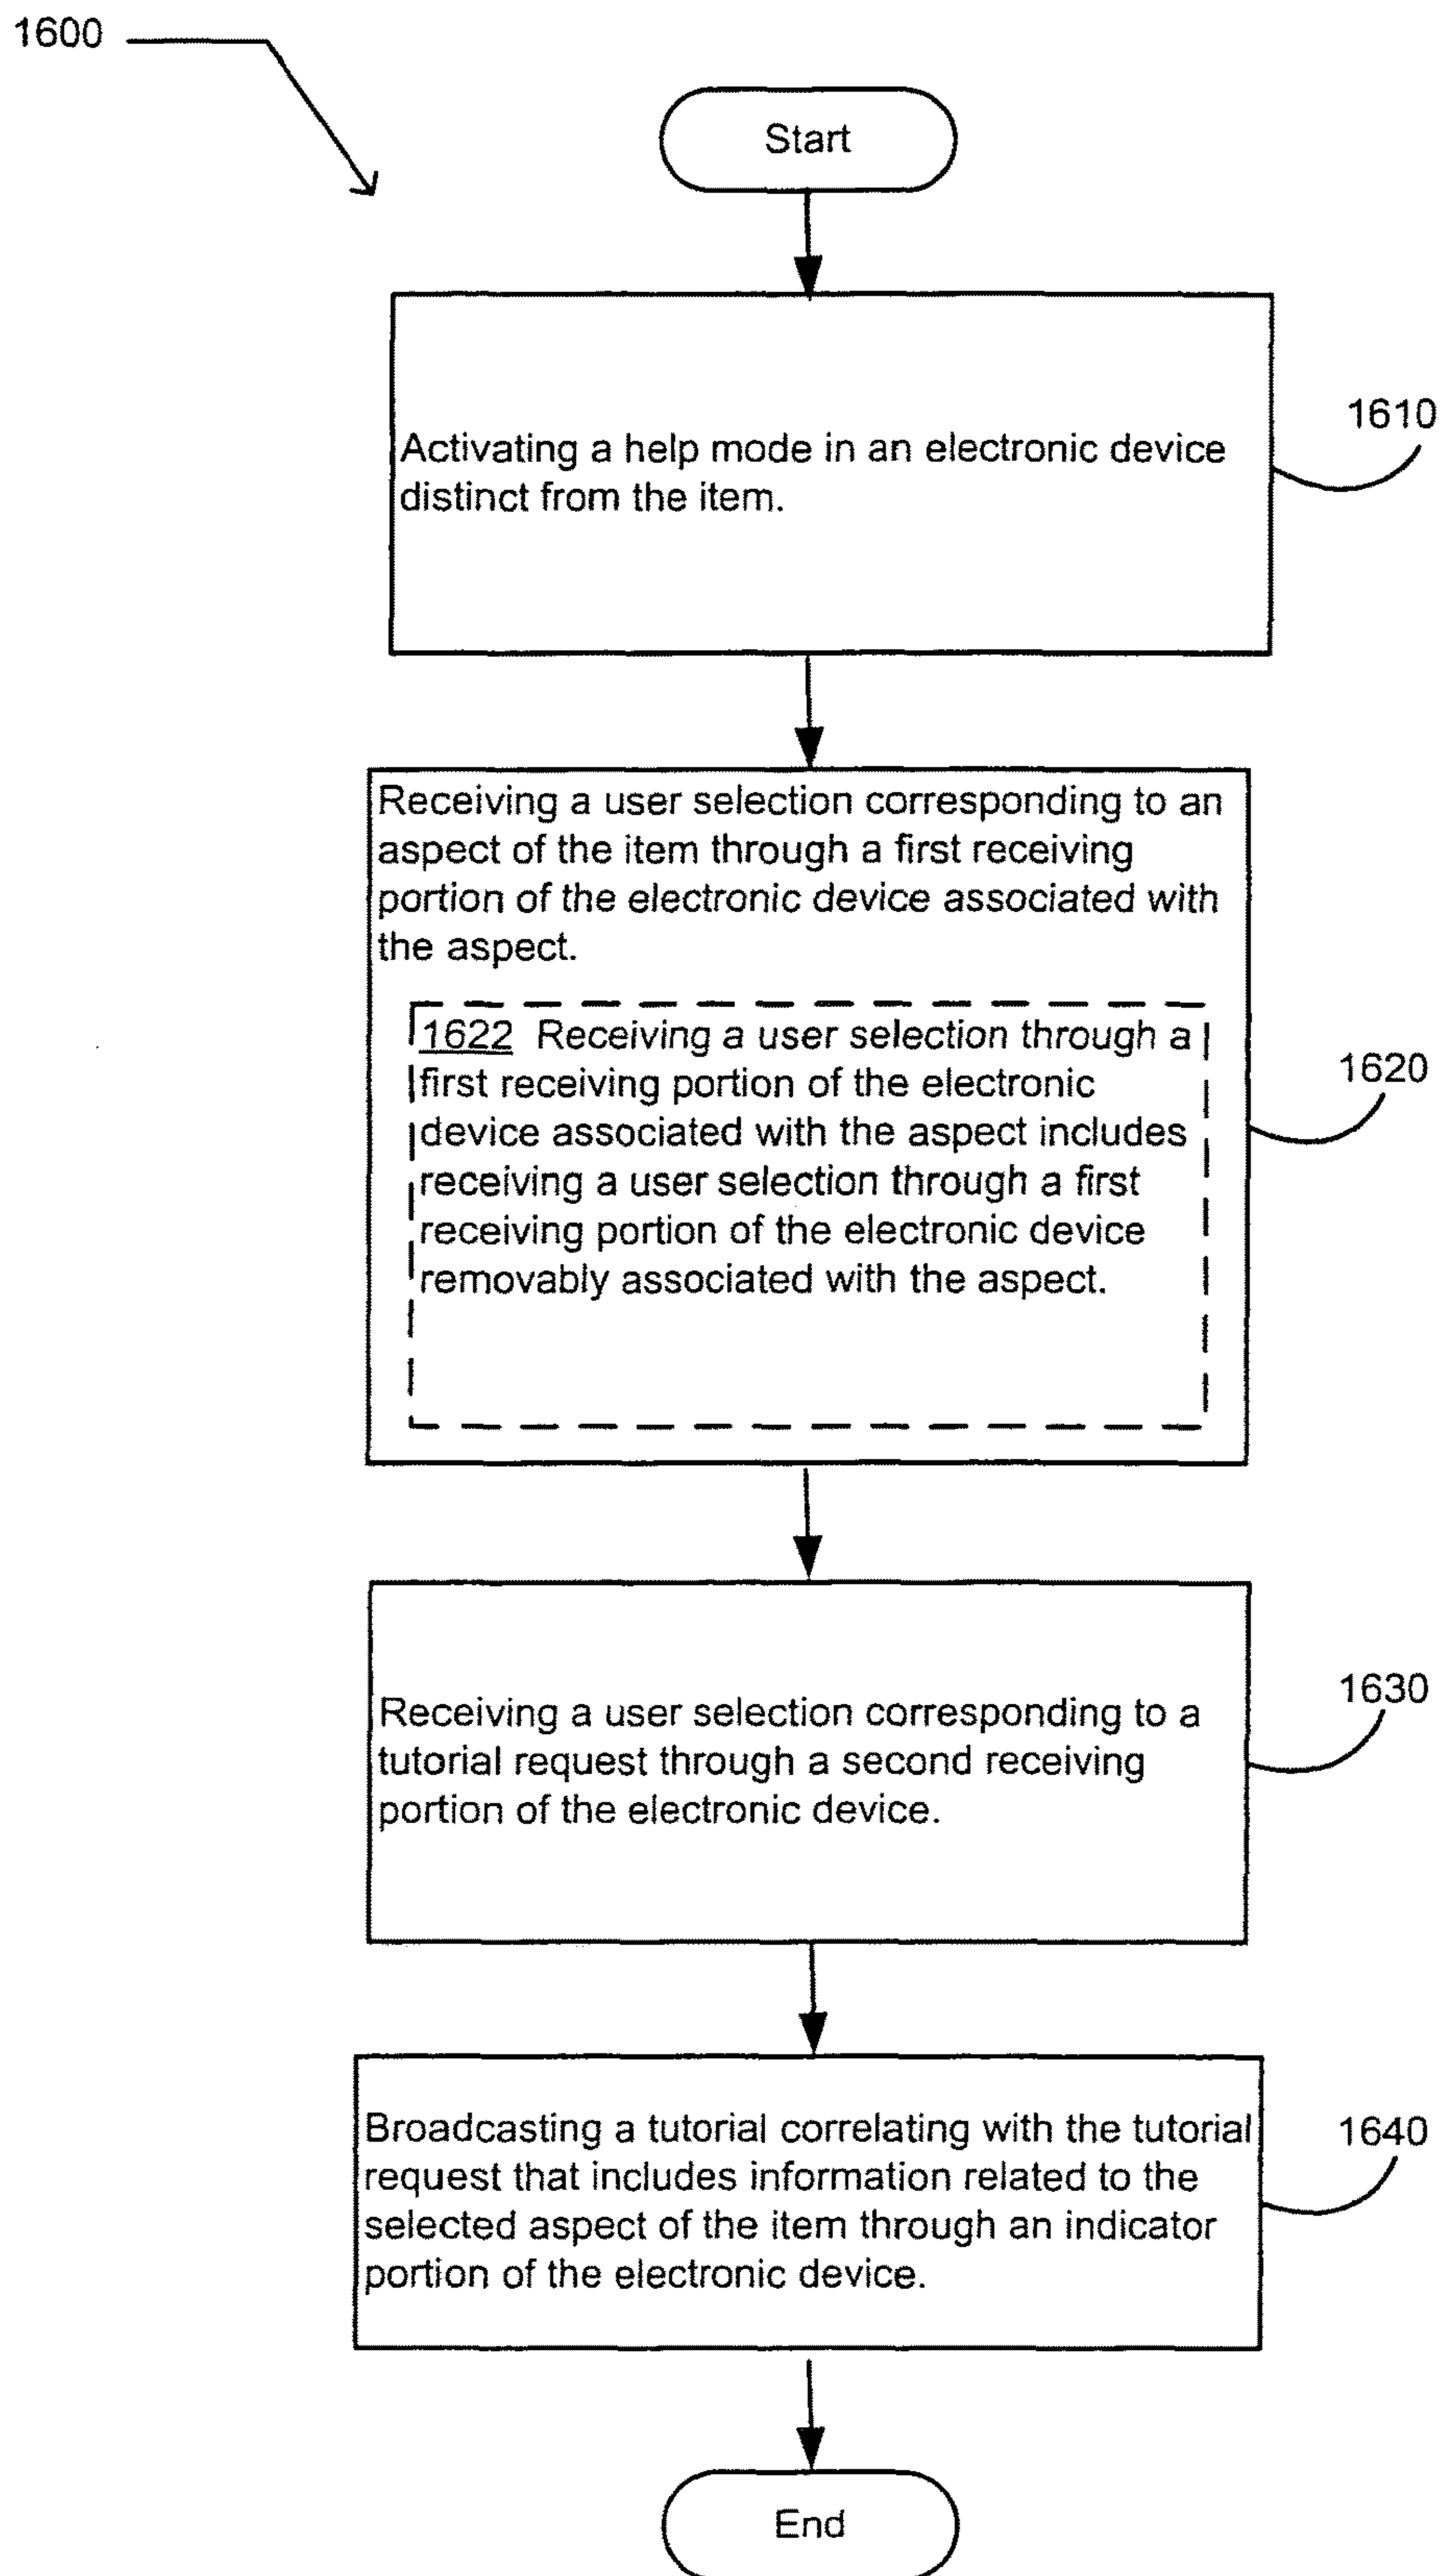 1600
Start
Activating a help mode in an electronic device
distinct from the item.
1610
Receiving a user selection corresponding to an
aspect of the item through a first receiving
portion of the electronic device associated with
the aspect.
1622 Receiving a user selection through a
first receiving portion of the electronic
device associated with the aspect includes
receiving a user selection through a first
receiving portion of the electronic device
removably associated with the aspect.
1620
Receiving a user selection corresponding to a
tutorial request through a second receiving
portion of the electronic device.
1630
Broadcasting a tutorial correlating with the tutorial
request that includes information related to the
selected aspect of the item through an indicator
portion of the electronic device.
1640
End